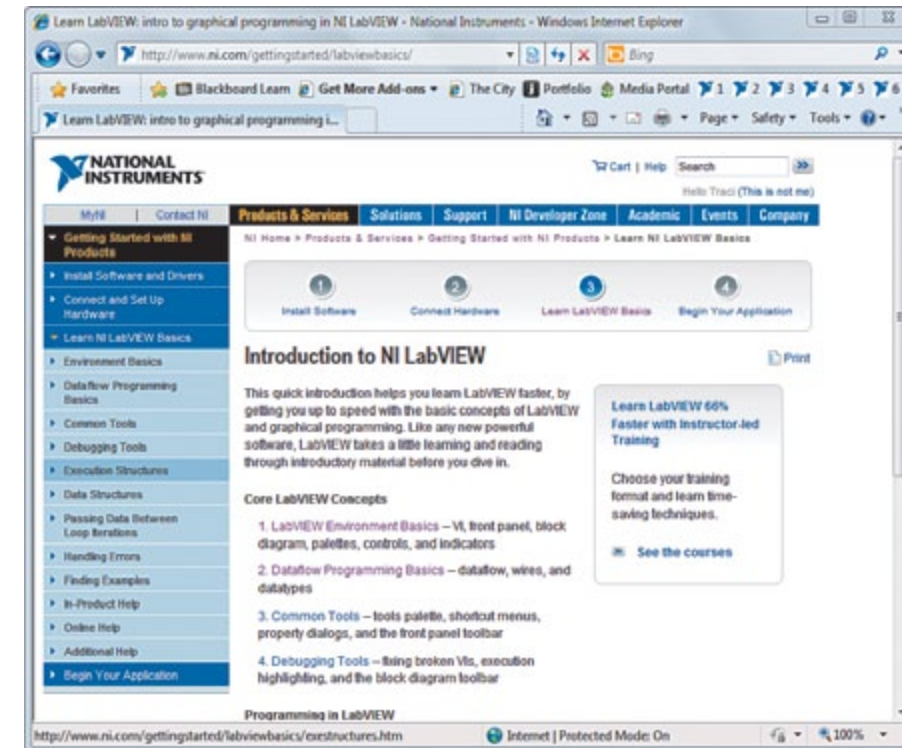 Learn LabVIEW: intro to graphical programming in NI LabVIEW - National Instruments - Windows Internet Explorer
http://www.ni.com/gettingstarted/labviewbasics/
Bing
Favorites Blackboard Learn Get More Add-ons The City Portfolio Media Portal 1 2 3 4 5 6
Learn LabVIEW: intro to graphical programming i...
Page Safety Tools
NATIONAL INSTRUMENTS
Cart | Help Search
Hello Traci (This is not me)
MyNI | Contact NI
Products & Services Solutions Support NI Developer Zone Academic Events Company
Getting Started with NI Products
Install Software and Drivers
Connect and Set Up Hardware
Learn NI LabVIEW Basics
Environment Basics
Dataflow Programming Basics
Common Tools
Debugging Tools
Execution Structures
Data Structures
Passing Data Between Loop Iterations
Handling Errors
Finding Examples
In-Product Help
Online Help
Additional Help
Begin Your Application
NI Home > Products & Services > Getting Started with NI Products > Learn NI LabVIEW Basics
1 2 3 4
Install Software Connect Hardware Learn LabVIEW Basics Begin Your Application
Introduction to NI LabVIEW
Print
This quick introduction helps you learn LabVIEW faster, by
getting you up to speed with the basic concepts of LabVIEW
and graphical programming. Like any new powerful
software, LabVIEW takes a little learning and reading
through introductory material before you dive in.
Core LabVIEW Concepts
1. LabVIEW Environment Basics – VI, front panel, block
diagram, palettes, controls, and indicators
2. Dataflow Programming Basics – dataflow, wires, and
datatypes
3. Common Tools – tools palette, shortcut menus,
property dialogs, and the front panel toolbar
4. Debugging Tools – fixing broken VIs, execution
highlighting, and the block diagram toolbar
Programming in LabVIEW
Learn LabVIEW 66%
Faster with Instructor-led
Training
Choose your training
format and learn time-
saving techniques.
See the courses
http://www.ni.com/gettingstarted/labviewbasics/exestructures.htm
Internet | Protected Mode: On
100%